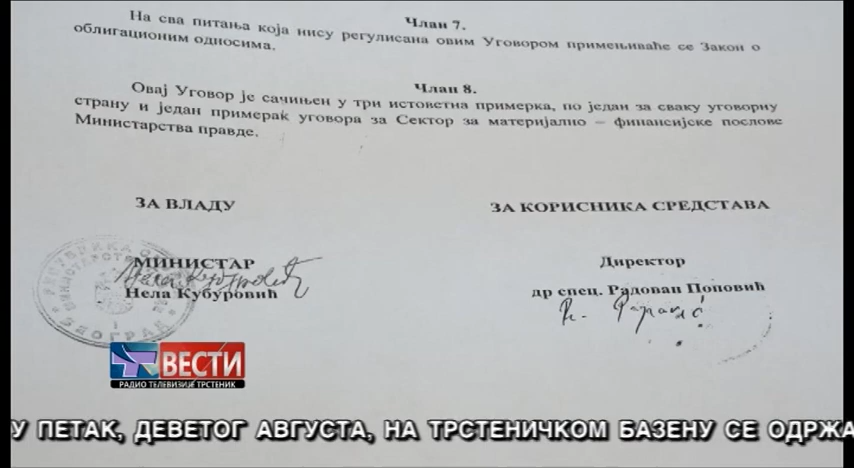 Члан 7.
На сва питања која нису регулисана овим Уговором примењиваће се Закон о
облигационим односима.
Члан 8.
Овај Уговор је сачињен у три истоветна примерка, по један за сваку уговорну
страну и један примерак уговора за Сектор за материјално – финансијске послове
Министарства правде.
ЗА ВЛАДУ
ЗА КОРИСНИКА СРЕДСТАВА
МИНИСТАР
Нела Кубуровић
Директор
др спец. Радован Поповић
БЕОГРАД
ВЕСТИ
РАДИО ТЕЛЕВИЗИЈЕ ТРСТЕНИК
У ПЕТАК, ДЕВЕТОГ АВГУСТА, НА ТРСТЕНИЧКОМ БАЗЕНУ СЕ ОДРЖА